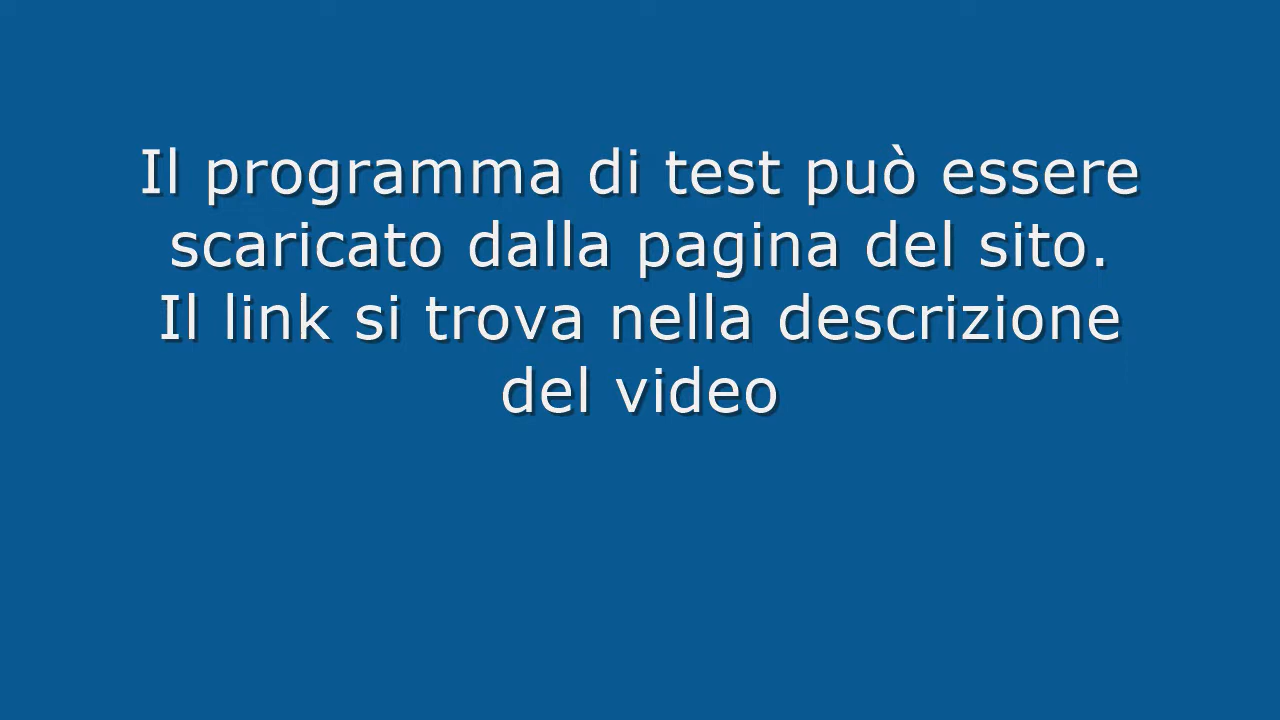 Il programma di test può essere
scaricato dalla pagina del sito.
Il link si trova nella descrizione
del video